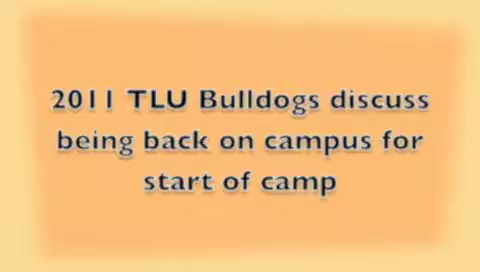 2011 TLU Bulldogs discuss
being back on campus for
start of camp